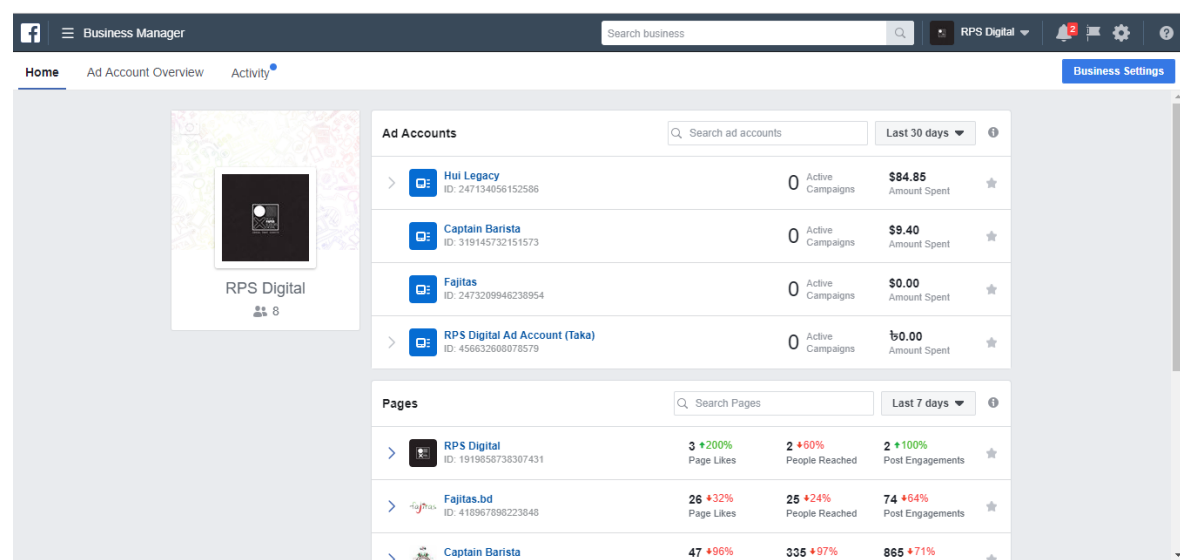 Business Manager
Search business
RPS Digital
2
Home
Ad Account Overview
Activity
Business Settings
RPS Digital
8
Ad Accounts
Search ad accounts
Last 30 days
Hui Legacy
ID: 247134056152586
0 Active Campaigns
$84.85
Amount Spent
Captain Barista
ID: 319145732151573
0 Active Campaigns
$9.40
Amount Spent
Fajitas
ID: 2473209946238954
0 Active Campaigns
$0.00
Amount Spent
RPS Digital Ad Account (Taka)
ID: 456632608078579
0 Active Campaigns
৳0.00
Amount Spent
Pages
Search Pages
Last 7 days
RPS Digital
ID: 1919858738307431
3 200%
Page Likes
2 60%
People Reached
2 100%
Post Engagements
Fajitas
Fajitas.bd
ID: 418967898223848
26 32%
Page Likes
25 24%
People Reached
74 64%
Post Engagements
Captain Barista
47 96%
335 97%
865 71%